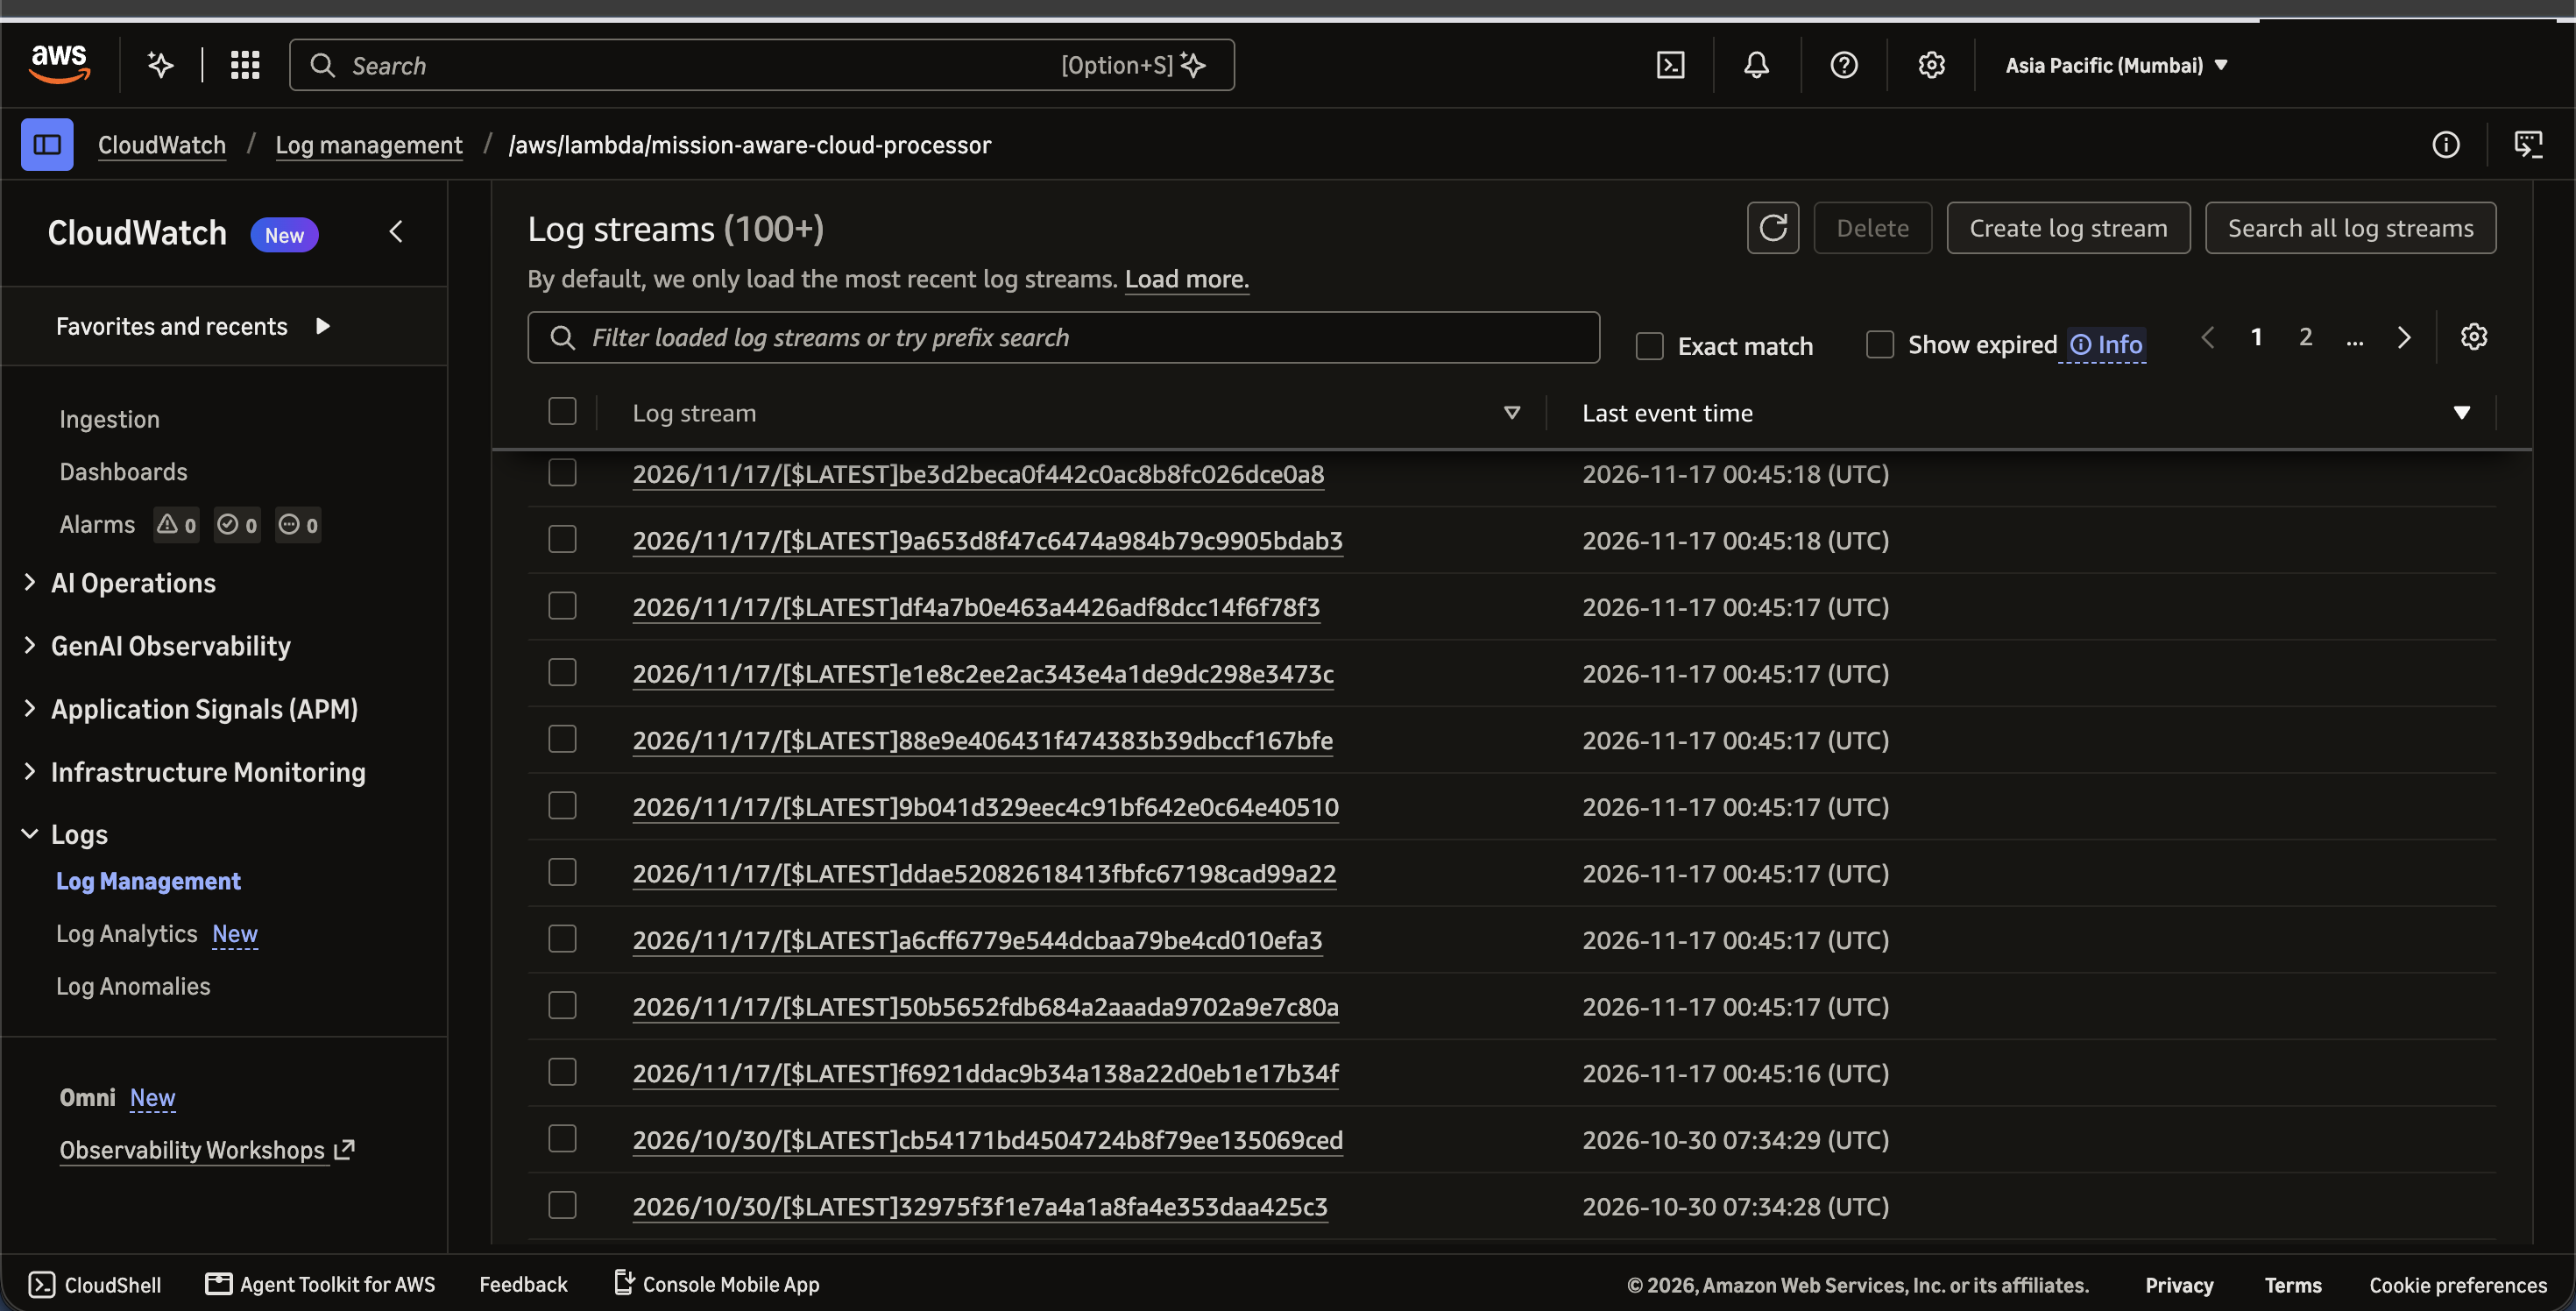 aws
Search [Option+S]
Asia Pacific (Mumbai)
CloudWatch / Log management / /aws/lambda/mission-aware-cloud-processor
CloudWatch New
Favorites and recents
Ingestion
Dashboards
Alarms 0 0 0
AI Operations
GenAI Observability
Application Signals (APM)
Infrastructure Monitoring
Logs
Log Management
Log Analytics New
Log Anomalies
Omni New
Observability Workshops
Log streams (100+)
Delete
Create log stream
Search all log streams
By default, we only load the most recent log streams. Load more.
Filter loaded log streams or try prefix search
Exact match
Show expired Info
1 2 ...
Log stream Last event time
2026/11/17/[$LATEST]be3d2beca0f442c0ac8b8fc026dce0a8 2026-11-17 00:45:18 (UTC)
2026/11/17/[$LATEST]9a653d8f47c6474a984b79c9905bdab3 2026-11-17 00:45:18 (UTC)
2026/11/17/[$LATEST]df4a7b0e463a4426adf8dcc14f6f78f3 2026-11-17 00:45:17 (UTC)
2026/11/17/[$LATEST]e1e8c2ee2ac343e4a1de9dc298e3473c 2026-11-17 00:45:17 (UTC)
2026/11/17/[$LATEST]88e9e406431f474383b39dbccf167bfe 2026-11-17 00:45:17 (UTC)
2026/11/17/[$LATEST]9b041d329eec4c91bf642e0c64e40510 2026-11-17 00:45:17 (UTC)
2026/11/17/[$LATEST]ddae52082618413fbfc67198cad99a22 2026-11-17 00:45:17 (UTC)
2026/11/17/[$LATEST]a6cff6779e544dcbaa79be4cd010efa3 2026-11-17 00:45:17 (UTC)
2026/11/17/[$LATEST]50b5652fdb684a2aaada9702a9e7c80a 2026-11-17 00:45:17 (UTC)
2026/11/17/[$LATEST]f6921ddac9b34a138a22d0eb1e17b34f 2026-11-17 00:45:16 (UTC)
2026/10/30/[$LATEST]cb54171bd4504724b8f79ee135069ced 2026-10-30 07:34:29 (UTC)
2026/10/30/[$LATEST]32975f3f1e7a4a1a8fa4e353daa425c3 2026-10-30 07:34:28 (UTC)
CloudShell Agent Toolkit for AWS Feedback Console Mobile App © 2026, Amazon Web Services, Inc. or its affiliates. Privacy Terms Cookie preferences